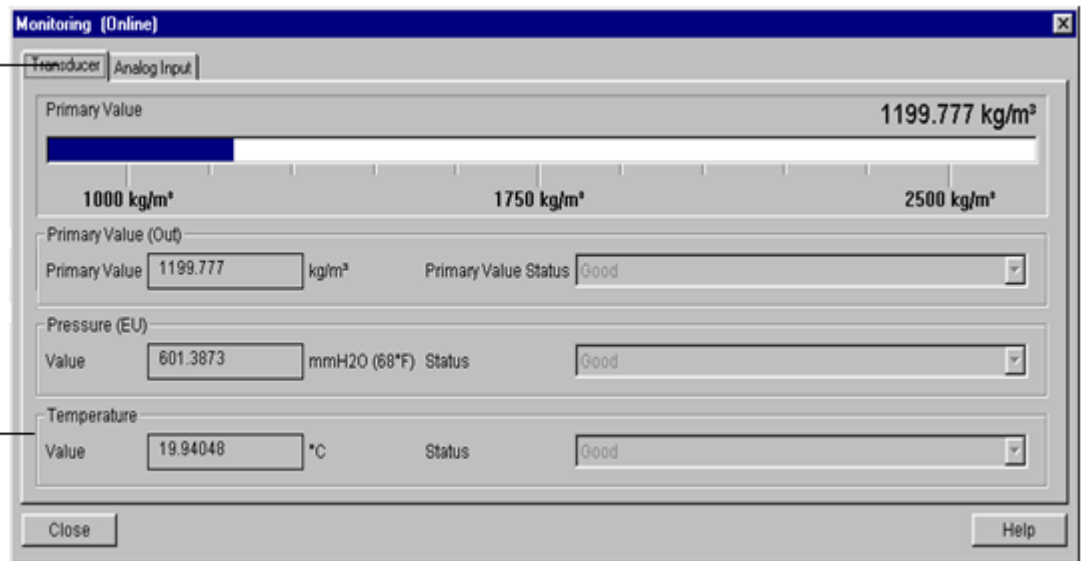 Monitoring (Online)
Transducer Analog Input
Primary Value 1199.777 kg/m³
1000 kg/m³ 1750 kg/m³ 2500 kg/m³
Primary Value (Out)
Primary Value 1199.777 kg/m³ Primary Value Status Good
Pressure (EU)
Value 601.3873 mmH2O (68°F) Status Good
Temperature
Value 19.94048 °C Status Good
Close Help